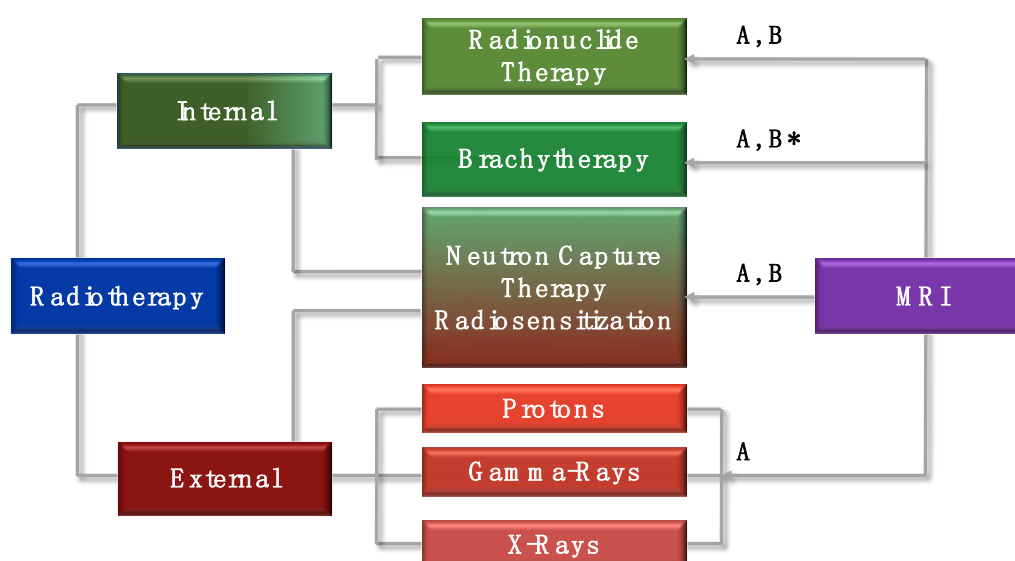 Radionuclide
Therapy
A, B
Internal
Brachytherapy
A, B*
Neutron Capture
Therapy
Radiosensitization
A, B
Radiotherapy
MRI
Protons
A
Gamma-Rays
External
X-Rays